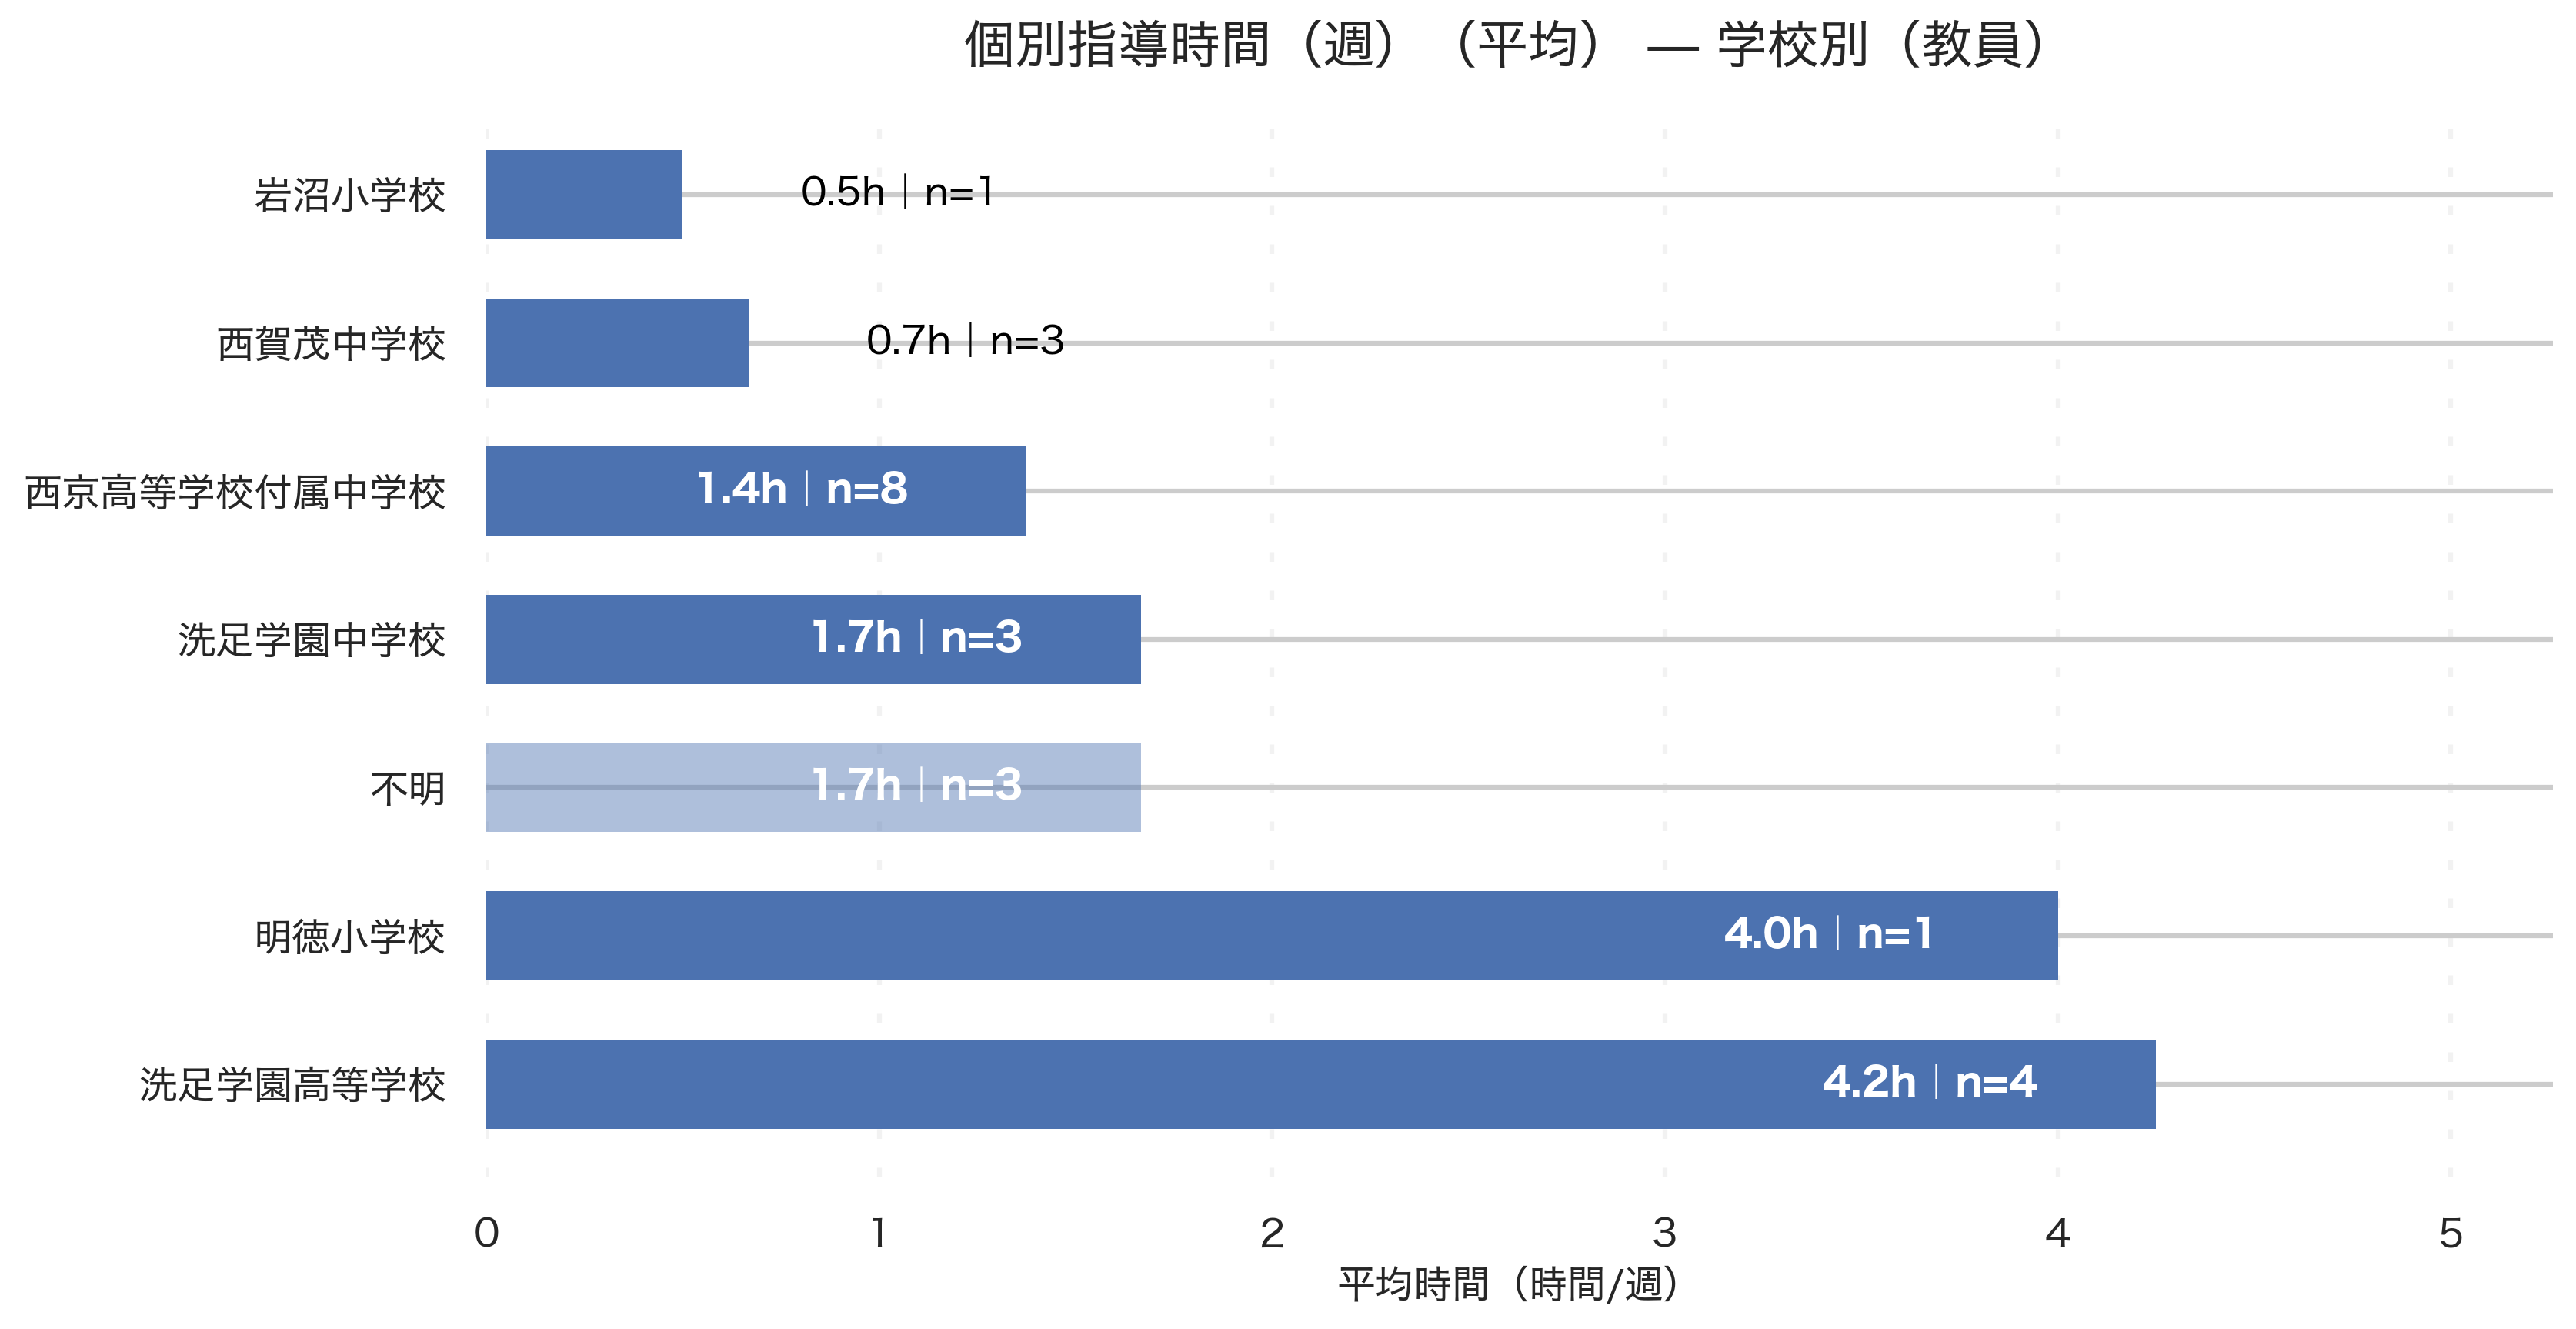 個別指導時間（週）（平均） — 学校別（教員）
岩沼小学校
0.5h｜n=1
西賀茂中学校
0.7h｜n=3
西京高等学校付属中学校
1.4h｜n=8
洗足学園中学校
1.7h｜n=3
不明
1.7h｜n=3
明徳小学校
4.0h｜n=1
洗足学園高等学校
4.2h｜n=4
0 1 2 3 4 5
平均時間（時間/週）